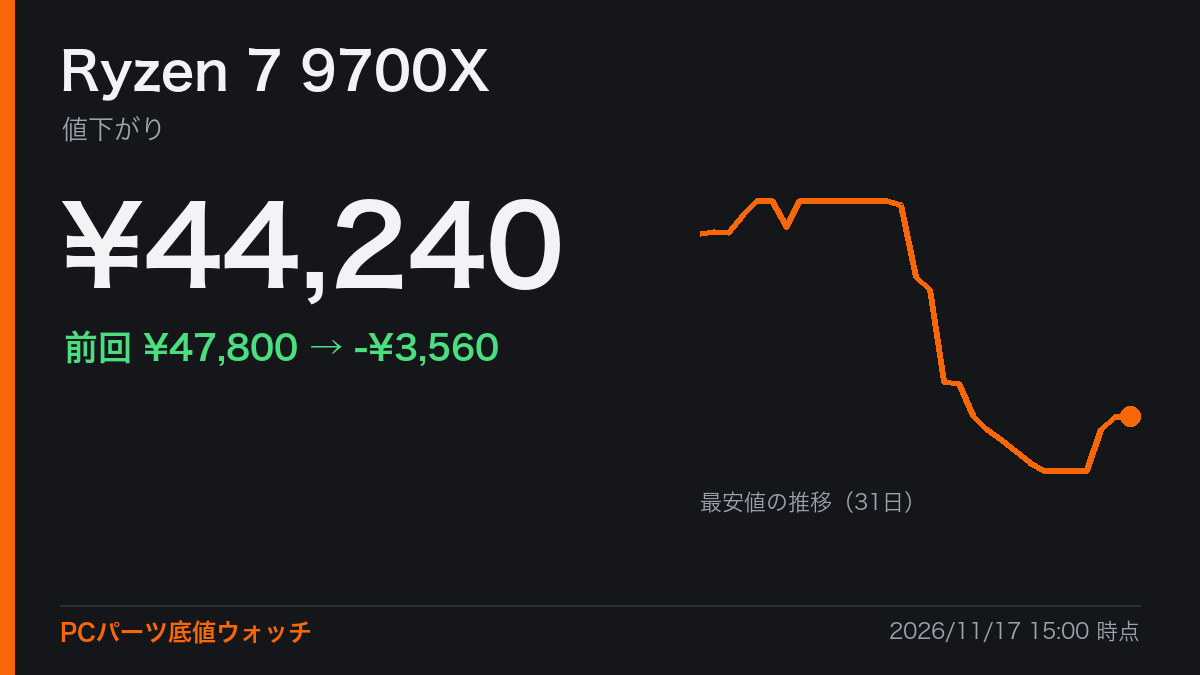 Ryzen 7 9700X
値下がり
¥44,240
前回 ¥47,800 → -¥3,560
最安値の推移（31日）
PCパーツ底値ウォッチ
2026/11/17 15:00 時点